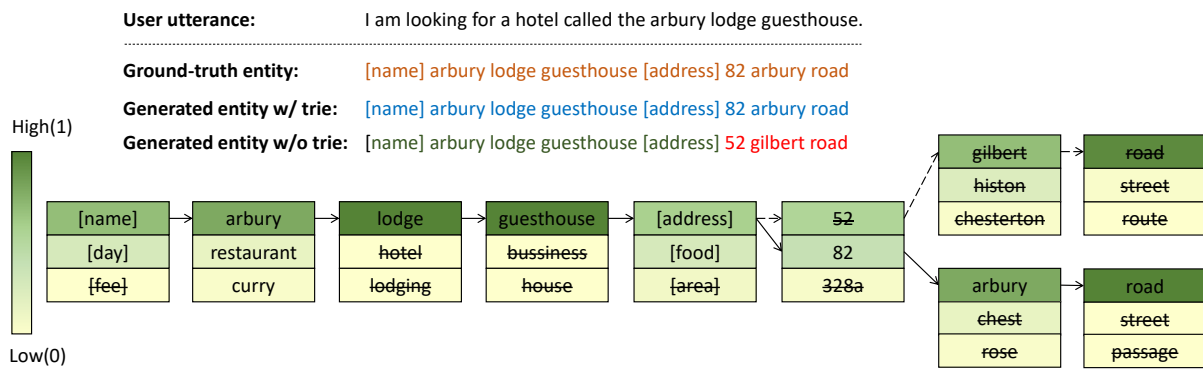 User utterance: I am looking for a hotel called the arbury lodge guesthouse.
Ground-truth entity: [name] arbury lodge guesthouse [address] 82 arbury road
Generated entity w/ trie: [name] arbury lodge guesthouse [address] 82 arbury road
Generated entity w/o trie: [name] arbury lodge guesthouse [address] 52 gilbert road
High(1)
Low(0)
[name] arbury lodge guesthouse [address] 52
[day] restaurant hotel bussiness [food] 82
[fee] curry lodging house [area] 328a
gilbert road
histon street
chesterton route
arbury road
chest street
rose passage